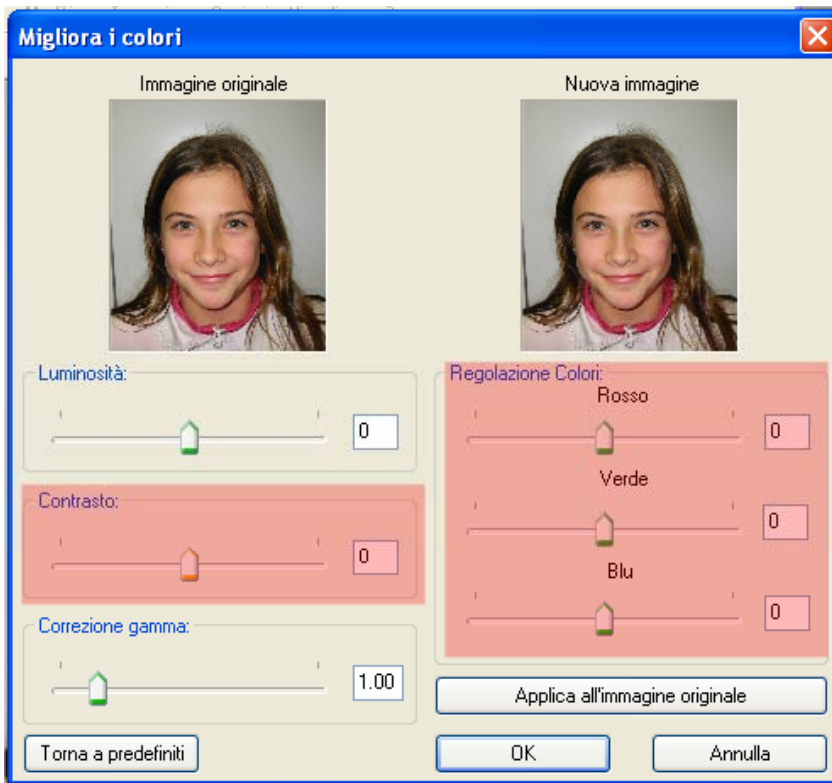 Migliora i colori
Immagine originale
Nuova immagine
Luminosità:
0
Contrasto:
0
Correzione gamma:
1.00
Regolazione Colori:
Rosso
0
Verde
0
Blu
0
Applica all'immagine originale
Torna a predefiniti
OK
Annulla